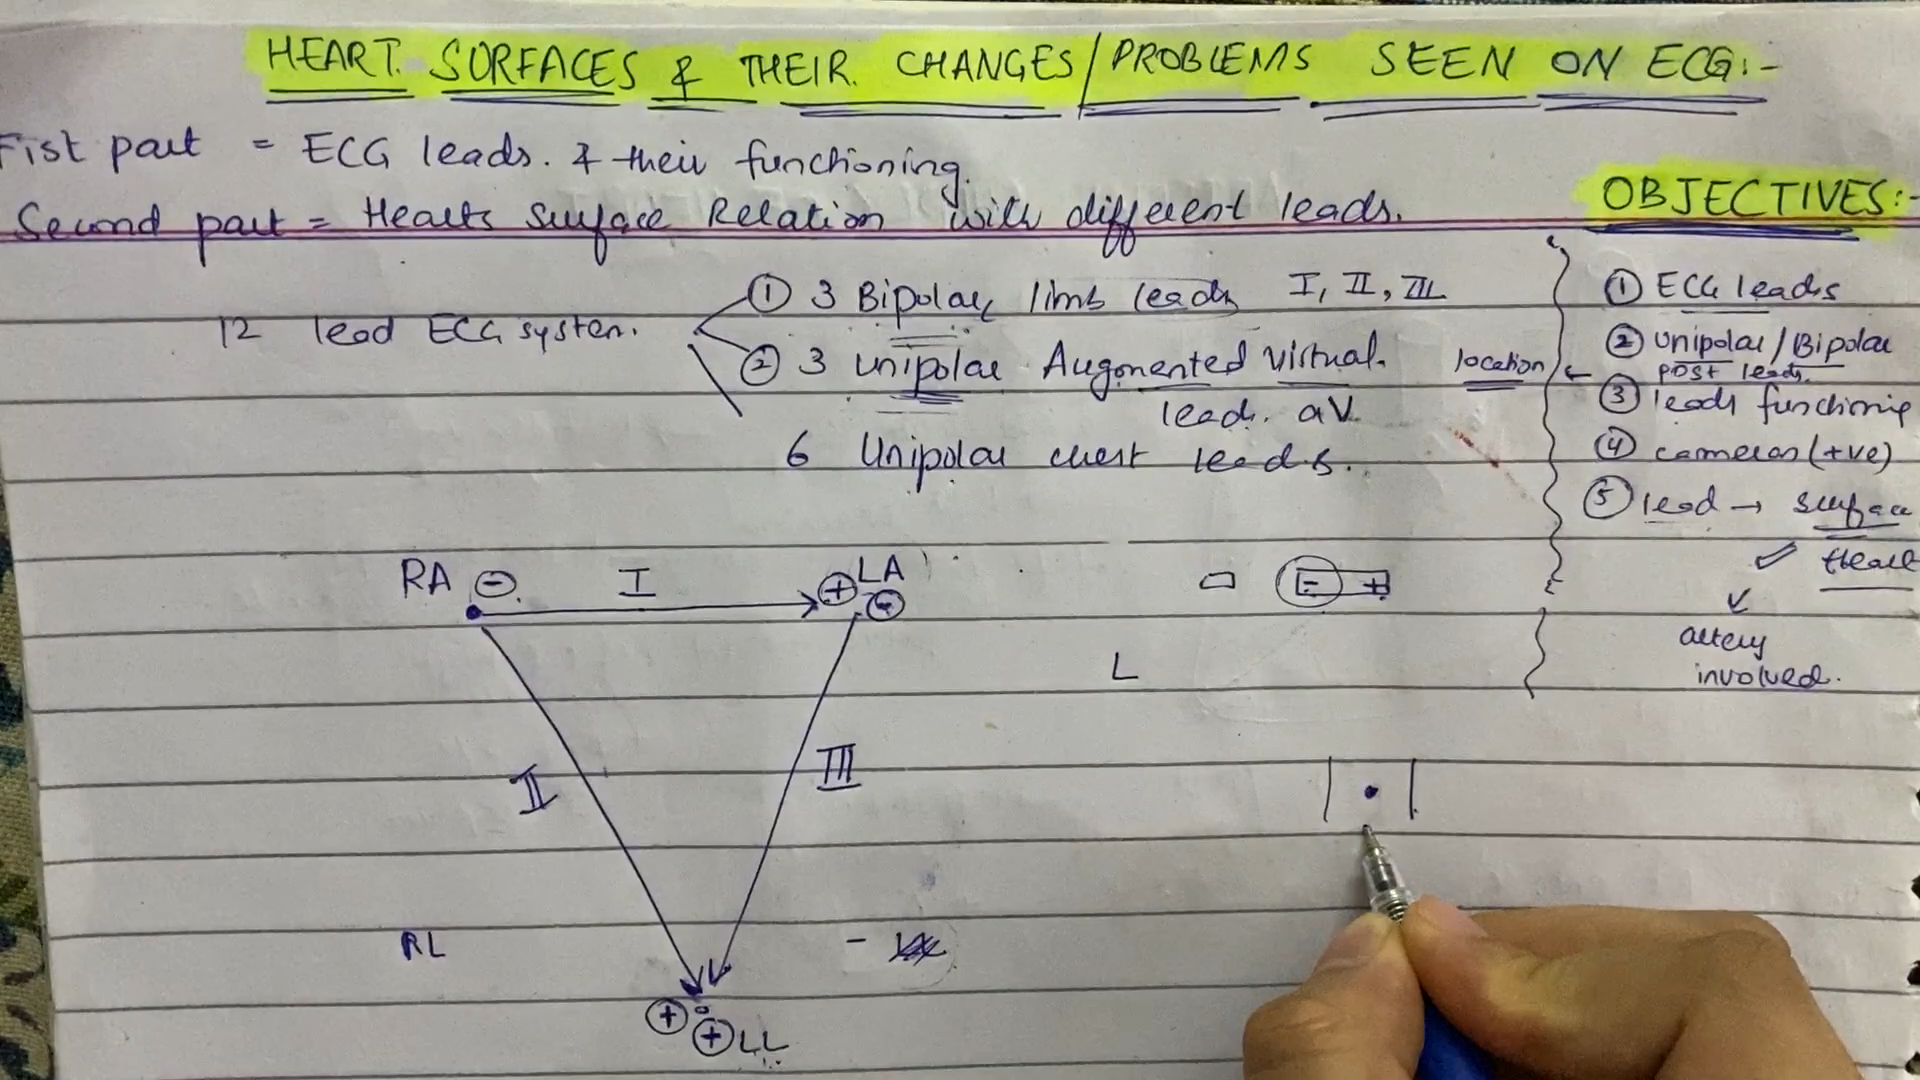 HEART. SURFACES & THEIR. CHANGES/PROBLEMS SEEN ON ECG:-
Fist part = ECG leads. & their functioning.
Second part = Hearts Surface Relation with different leads.
12 lead ECG system.
① 3 Bipolar limb leads I, II, III
② 3 unipolar Augmented virtual.
lead. aV
6 Unipolar chest leads.
location
OBJECTIVES:-
① ECG leads
② Unipolar/Bipolar
post leads.
③ leads functioning
④ cameras (+ve)
⑤ lead → surface
Heart
artery
involved.
RA ⊖ I ⊕ LA
- +
L
II III
RL -
⊕ ⊕ LL